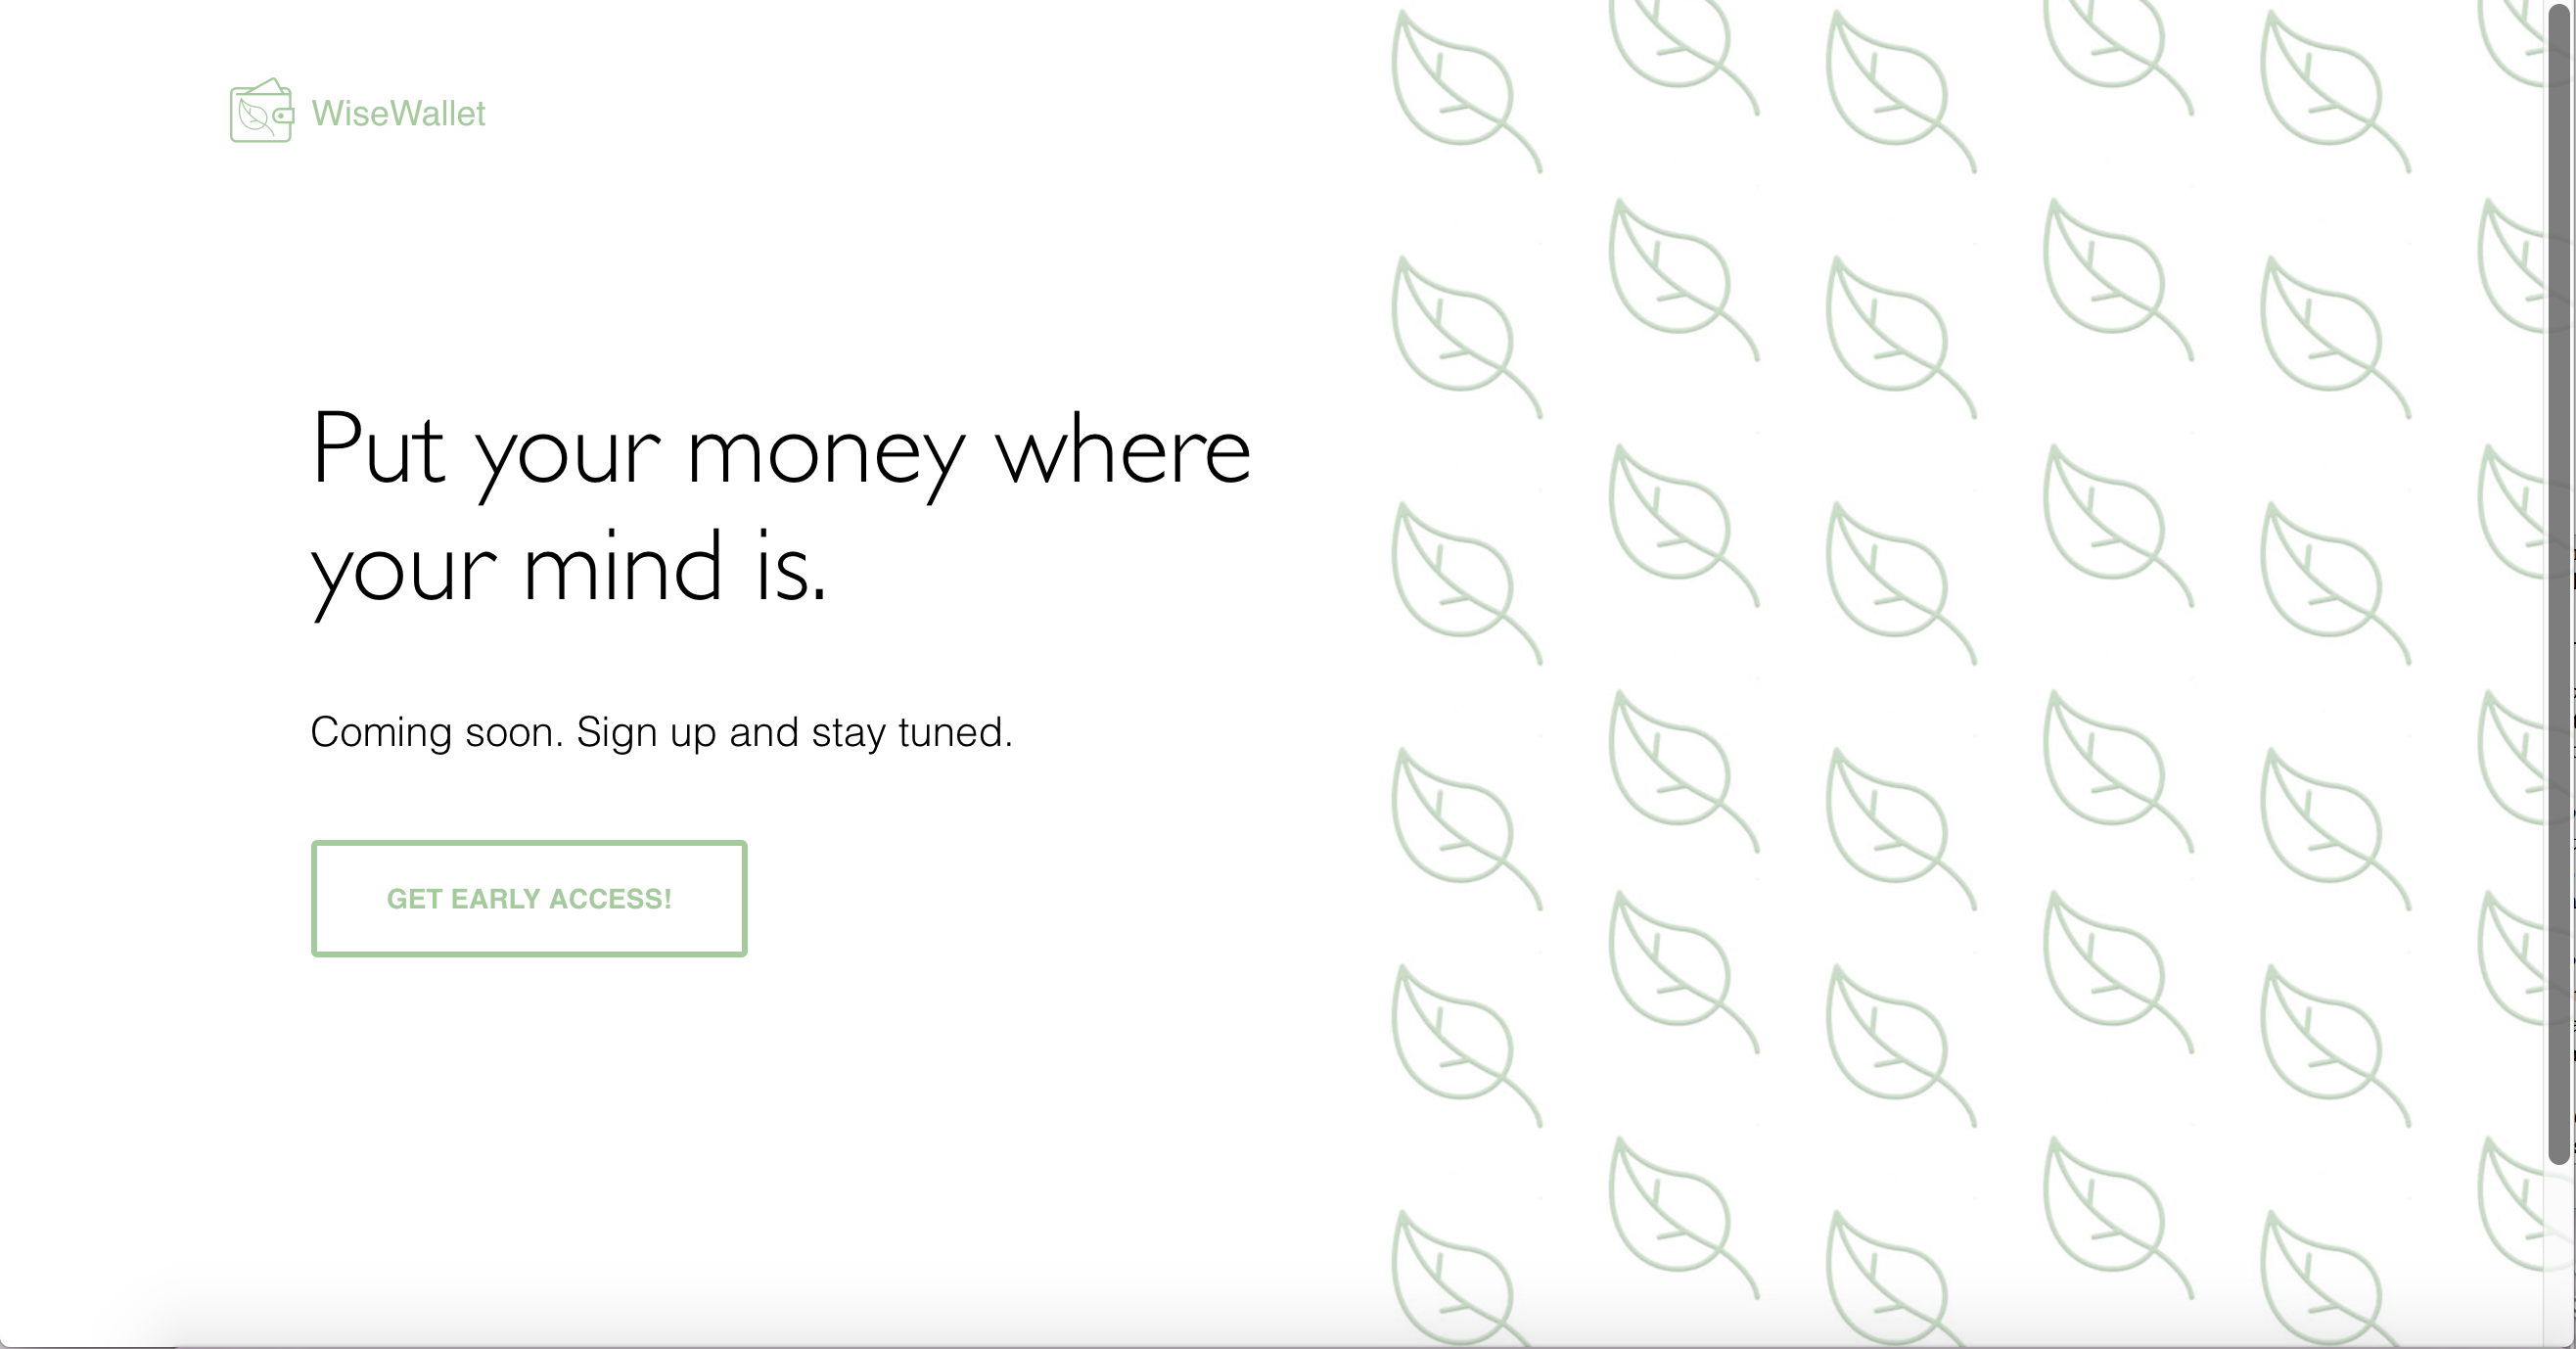 WiseWallet
Put your money where
your mind is.
Coming soon. Sign up and stay tuned.
GET EARLY ACCESS!